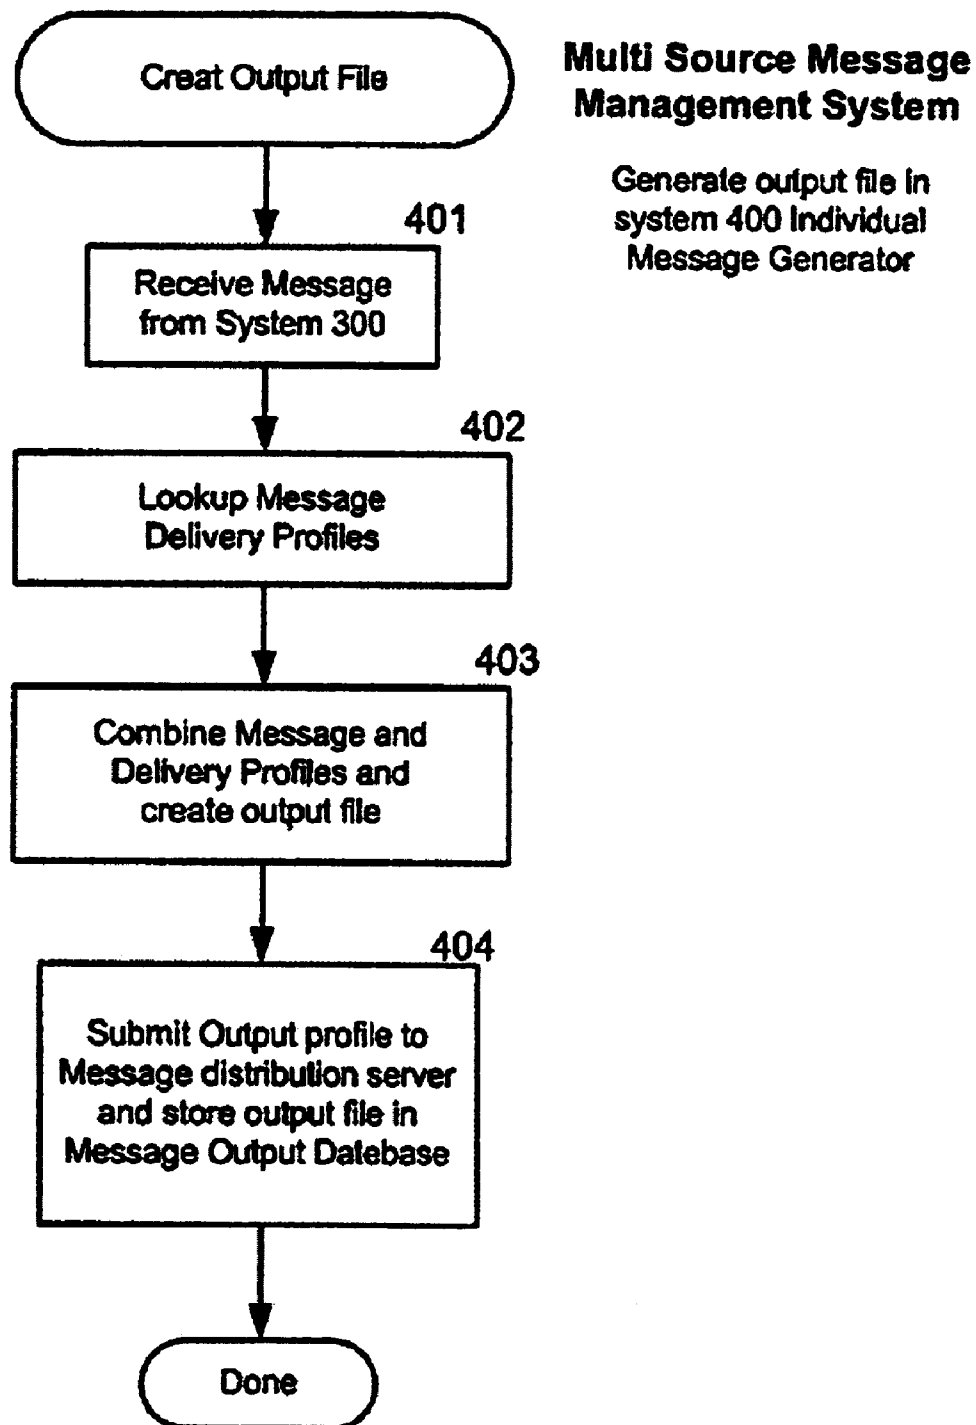 Creat Output File
Multi Source Message
Management System
Generate output file in
system 400 Individual
Message Generator
401
Receive Message
from System 300
402
Lookup Message
Delivery Profiles
403
Combine Message and
Delivery Profiles and
create output file
404
Submit Output profile to
Message distribution server
and store output file in
Message Output Datebase
Done